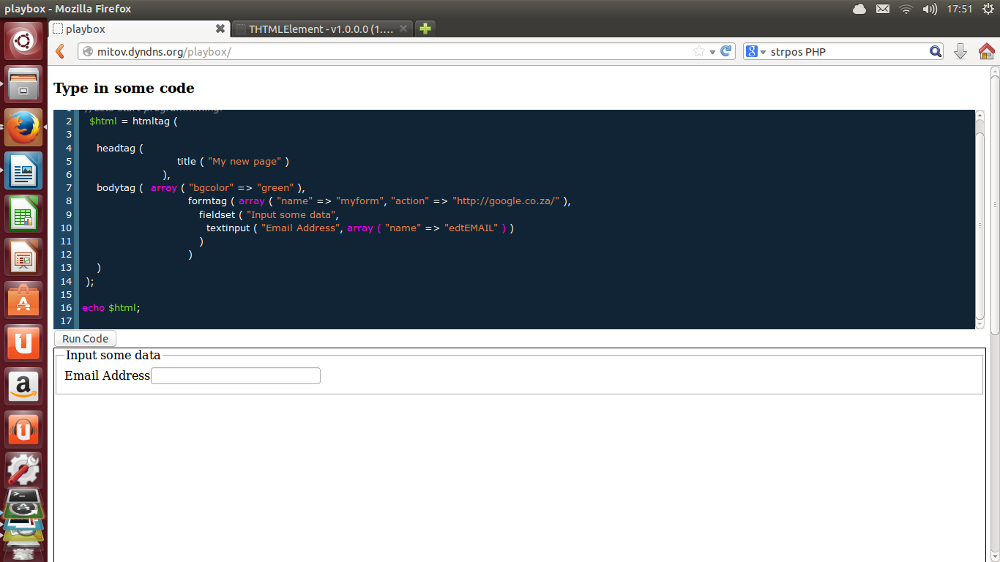 playbox - Mozilla Firefox
17:51
playbox
THTMLElement - v1.0.0.0 (1....
mitov.dyndns.org/playbox/
strpos PHP
Type in some code
1 //Lets start programmming!
2 $html = htmltag (
3
4 headtag (
5 title ( "My new page" )
6 ),
7 bodytag ( array ( "bgcolor" => "green" ),
8 formtag ( array ( "name" => "myform", "action" => "http://google.co.za/" ),
9 fieldset ( "Input some data",
10 textinput ( "Email Address", array ( "name" => "edtEMAIL" ) )
11 )
12 )
13 )
14 );
15
16 echo $html;
17
Run Code
Input some data
Email Address